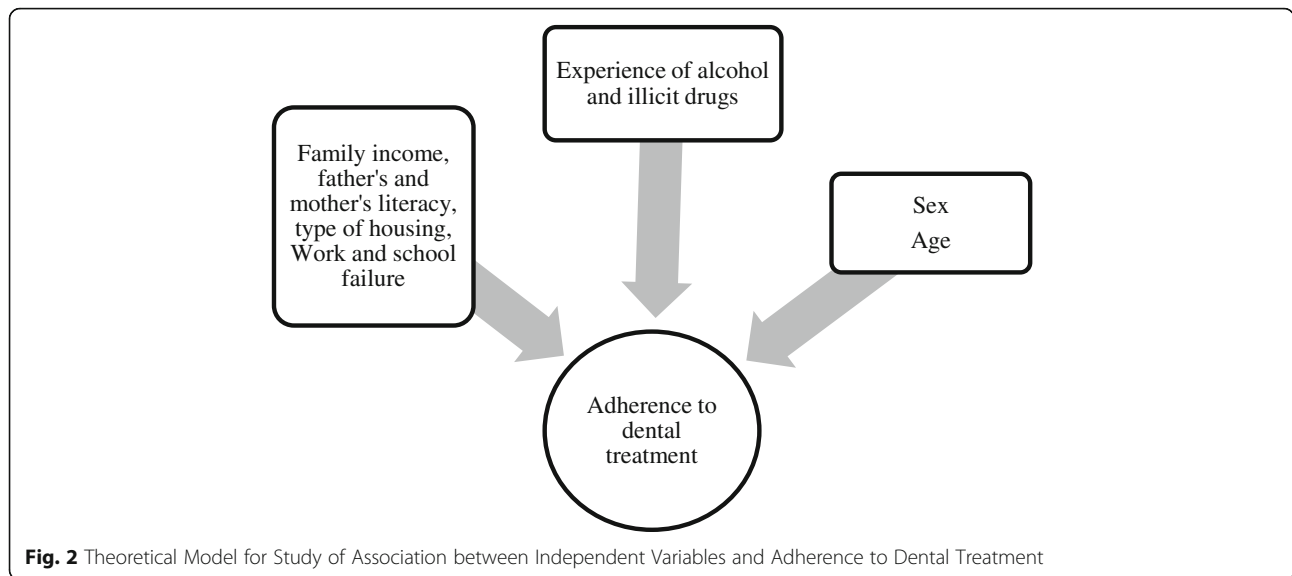 Experience of alcohol
and illicit drugs
Family income,
father's and
mother's literacy,
type of housing,
Work and school
failure
Sex
Age
Adherence to
dental
treatment
Fig. 2 Theoretical Model for Study of Association between Independent Variables and Adherence to Dental Treatment